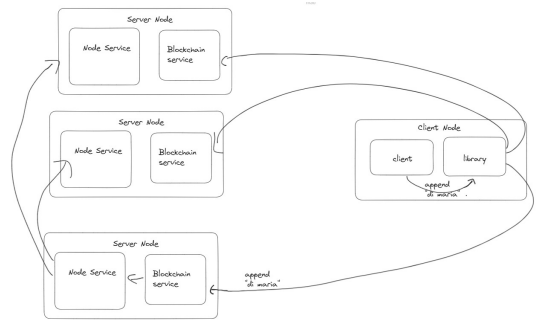 Server Node
Node Service
Blockchain
service
Server Node
Node Service
Blockchain
service
Client Node
client
library
append
"di maria" .
Server Node
Node Service
Blockchain
service
append
"di maria"